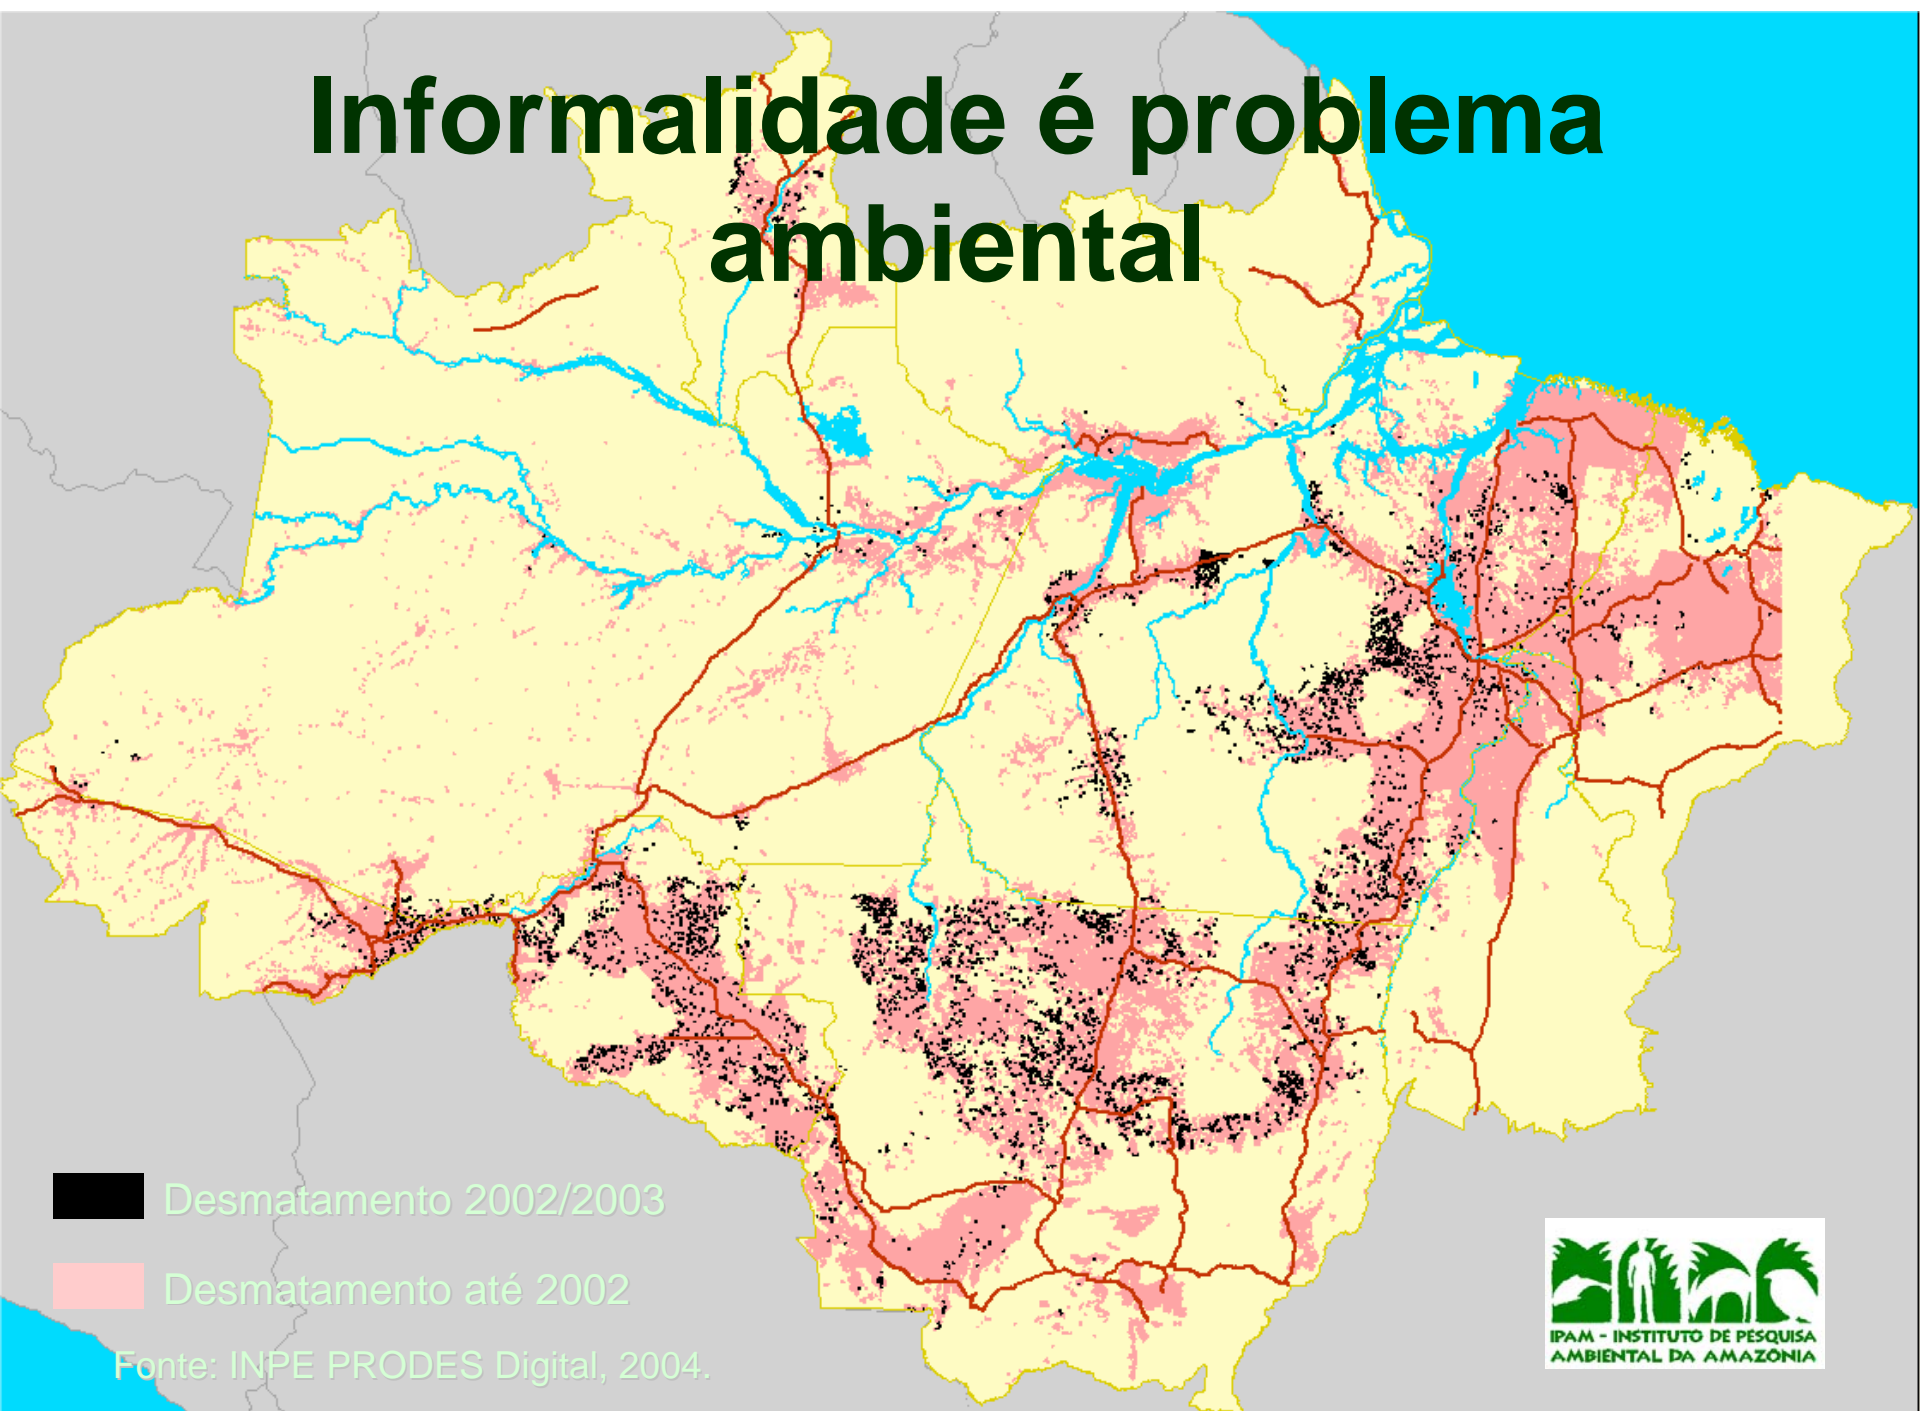 Informalidade é problema
ambiental
Desmatamento 2002/2003
Desmatamento até 2002
Fonte: INPE PRODES Digital, 2004.
IPAM - INSTITUTO DE PESQUISA
AMBIENTAL DA AMAZÔNIA